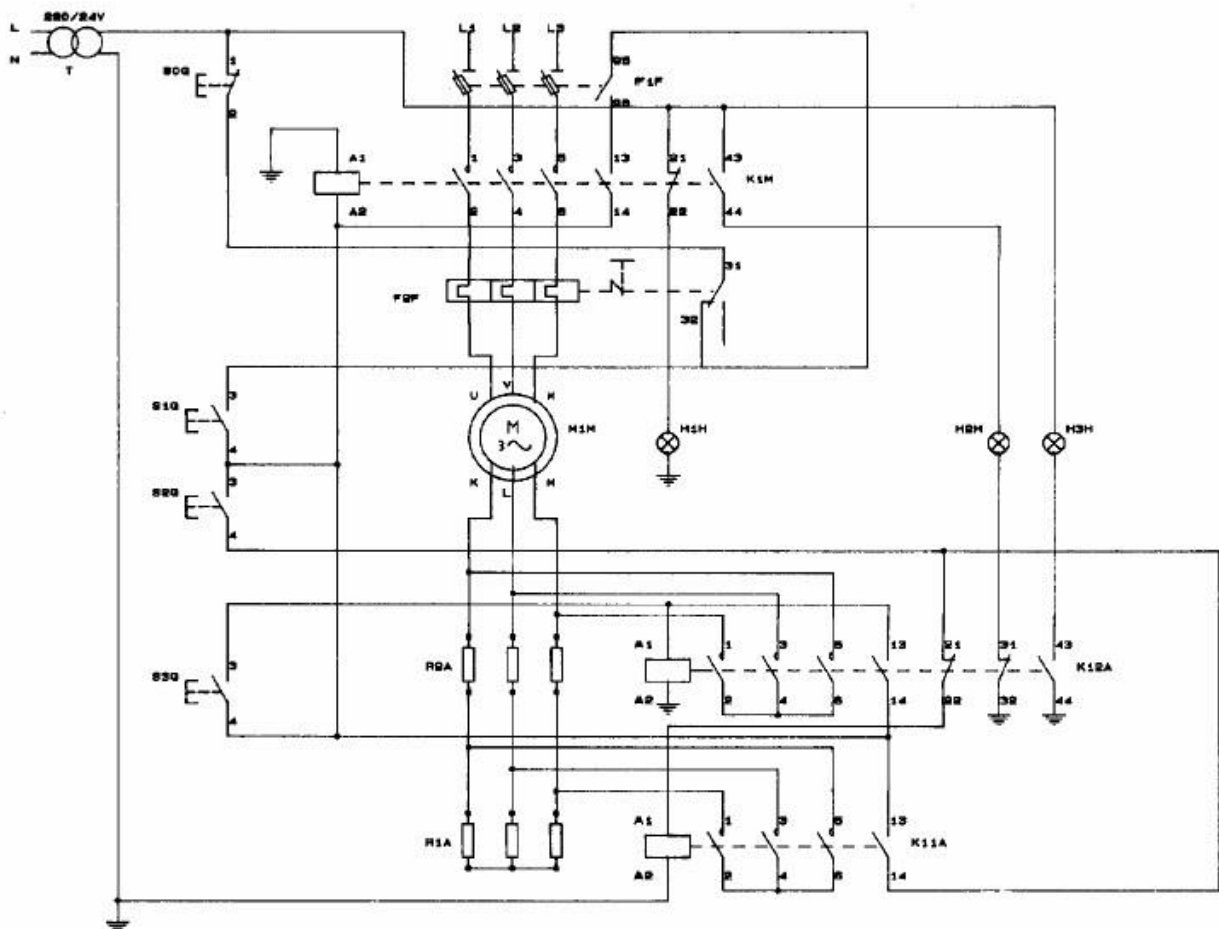 220/24V
L
N
T
L1 L2 L3
S0Q
1
2
95
96
F1F
A1
A2
1 3 5 13 21 43
2 4 6 14 22 44
K1M
F2F
31
32
U V W
M
3
M1M
K L M
S1Q
3
4
S2Q
3
4
H1H
H2H
H3H
S3Q
3
4
R2A
A1
A2
1 3 5 13 21 31 43
2 4 6 14 22 32 44
K12A
R1A
A1
A2
1 3 5 13
2 4 6 14
K11A